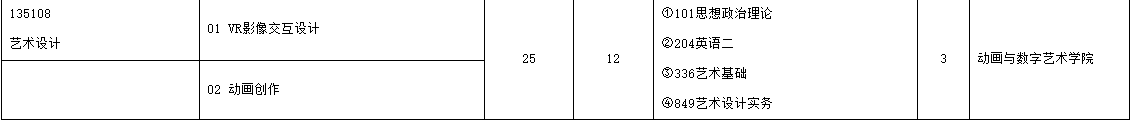 135108
艺术设计
01 VR影像交互设计
02 动画创作
25
12
①101思想政治理论
②204英语二
③336艺术基础
④849艺术设计实务
3
动画与数字艺术学院